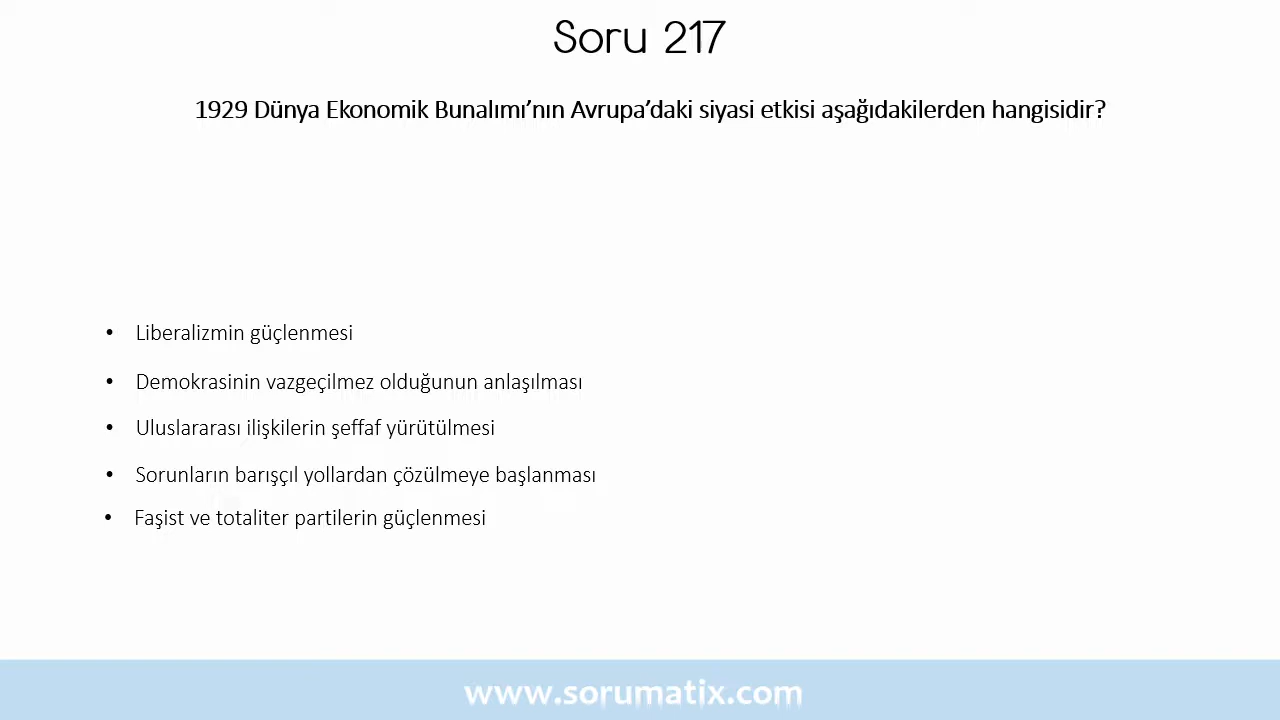 Soru 217
1929 Dünya Ekonomik Bunalımı’nın Avrupa’daki siyasi etkisi aşağıdakilerden hangisidir?
• Liberalizmin güçlenmesi
• Demokrasinin vazgeçilmez olduğunun anlaşılması
• Uluslararası ilişkilerin şeffaf yürütülmesi
• Sorunların barışçıl yollardan çözülmeye başlanması
• Faşist ve totaliter partilerin güçlenmesi
www.sorumatix.com